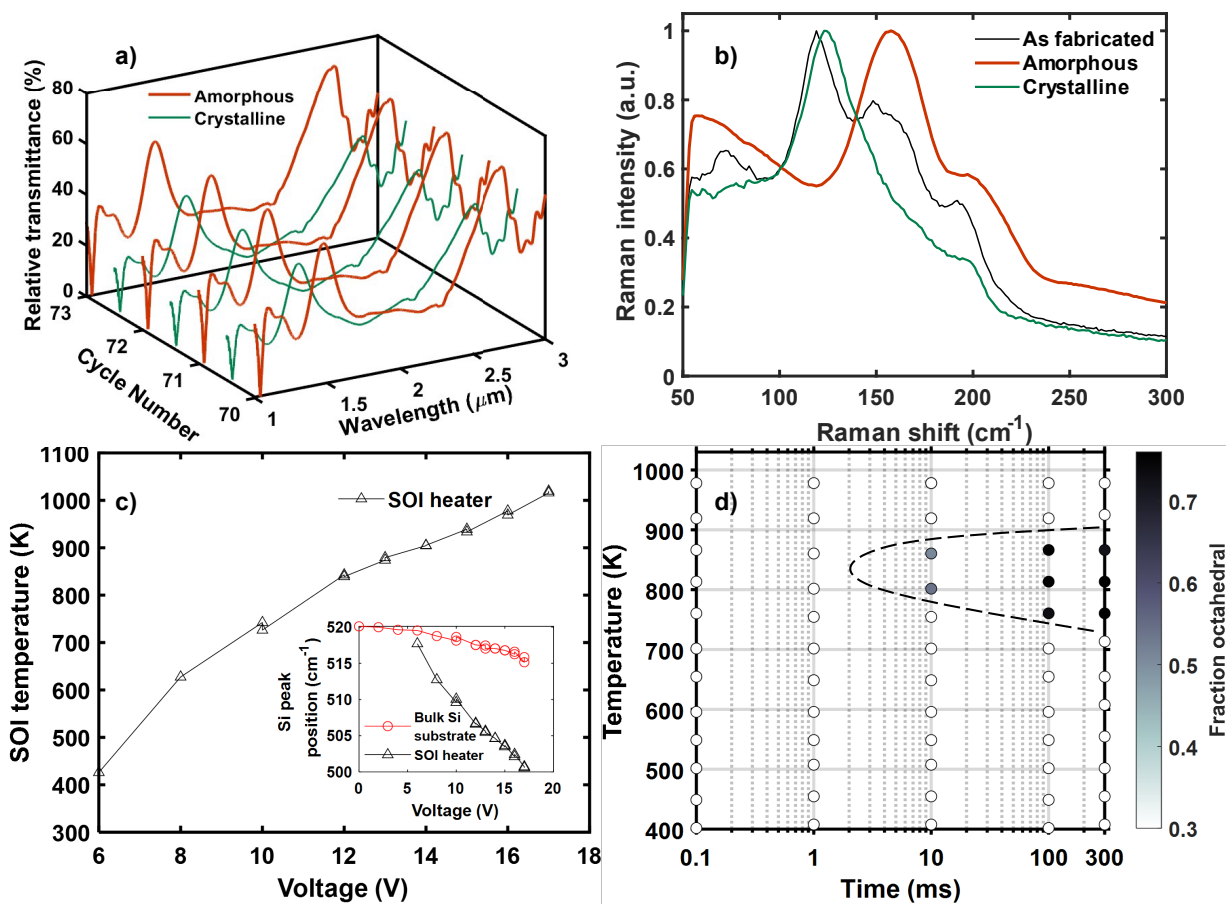 a)
Amorphous
Crystalline
Relative transmittance (%)
80
60
40
20
0
73
72
71
70
Cycle Number
1
1.5
2
2.5
3
Wavelength (μm)
b)
As fabricated
Amorphous
Crystalline
Raman intensity (a.u.)
1
0.8
0.6
0.4
0.2
0
50
100
150
200
250
300
Raman shift (cm⁻¹)
c)
SOI heater
SOI temperature (K)
1100
1000
900
800
700
600
500
400
300
6
8
10
12
14
16
18
Voltage (V)
Si peak
position (cm⁻¹)
520
515
510
505
500
Bulk Si
substrate
SOI heater
0
5
10
15
20
Voltage (V)
d)
Temperature (K)
1000
900
800
700
600
500
400
0.1
1
10
100
300
Time (ms)
0.7
0.6
0.5
0.4
0.3
Fraction octahedral